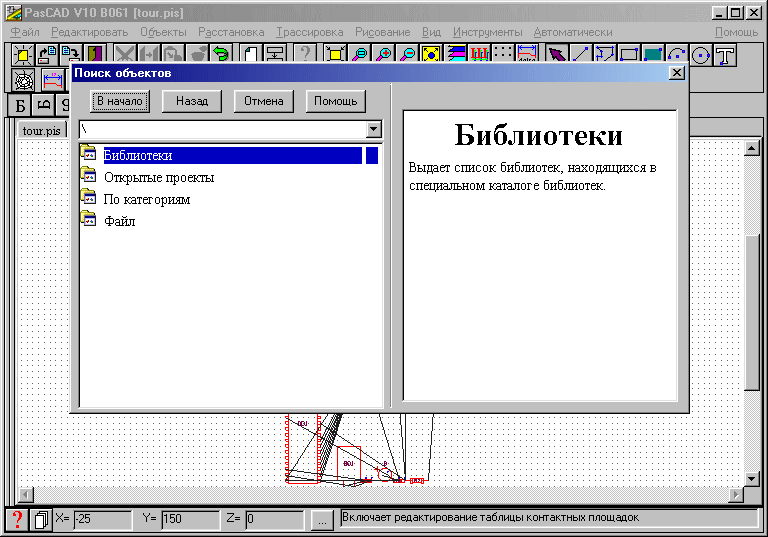 PasCAD V10 B061 [tour.pis]
Файл Редактировать Объекты Расстановка Трассировка Рисование Вид Инструменты Автоматически Помощь
Поиск объектов
В начало Назад Отмена Помощь
\
Библиотеки
Открытые проекты
По категориям
Файл
Библиотеки
Выдает список библиотек, находящихся в
специальном каталоге библиотек.
tour.pis
X= -25 Y= 150 Z= 0 ... Включает редактирование таблицы контактных площадок